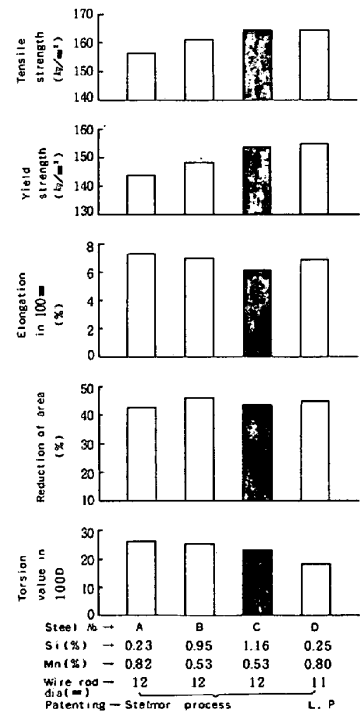 Tensile strength (kg/mm²)
170
160
150
140
Yield strength (kg/mm²)
160
150
140
130
Elongation in 100mm (%)
8
6
4
2
0
Reduction of area (%)
50
40
30
20
10
Torsion value in 100D
30
20
10
0
Steel № → A B C D
Si(%) → 0.23 0.95 1.16 0.25
Mn(%) → 0.82 0.53 0.53 0.80
Wire rod dia(mm) → 12 12 12 11
Patenting — Stelmor process L. P